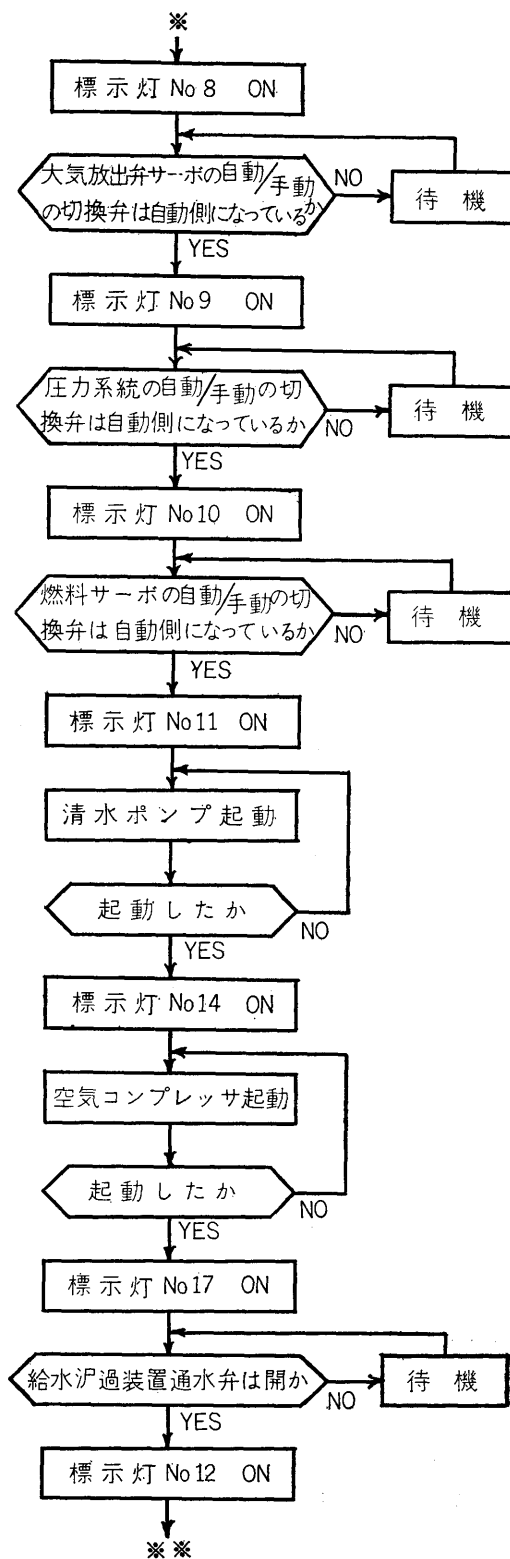 ※
標示灯 No 8 ON
大気放出弁サーボの自動/手動
の切換弁は自動側になっているか
NO
待機
YES
標示灯 No 9 ON
圧力系統の自動/手動の切
換弁は自動側になっているか
NO
待機
YES
標示灯 No 10 ON
燃料サーボの自動/手動の切
換弁は自動側になっているか
NO
待機
YES
標示灯 No 11 ON
清水ポンプ起動
起動したか
NO
YES
標示灯 No 14 ON
空気コンプレッサ起動
起動したか
NO
YES
標示灯 No 17 ON
給水沪過装置通水弁は開か
NO
待機
YES
標示灯 No 12 ON
※※